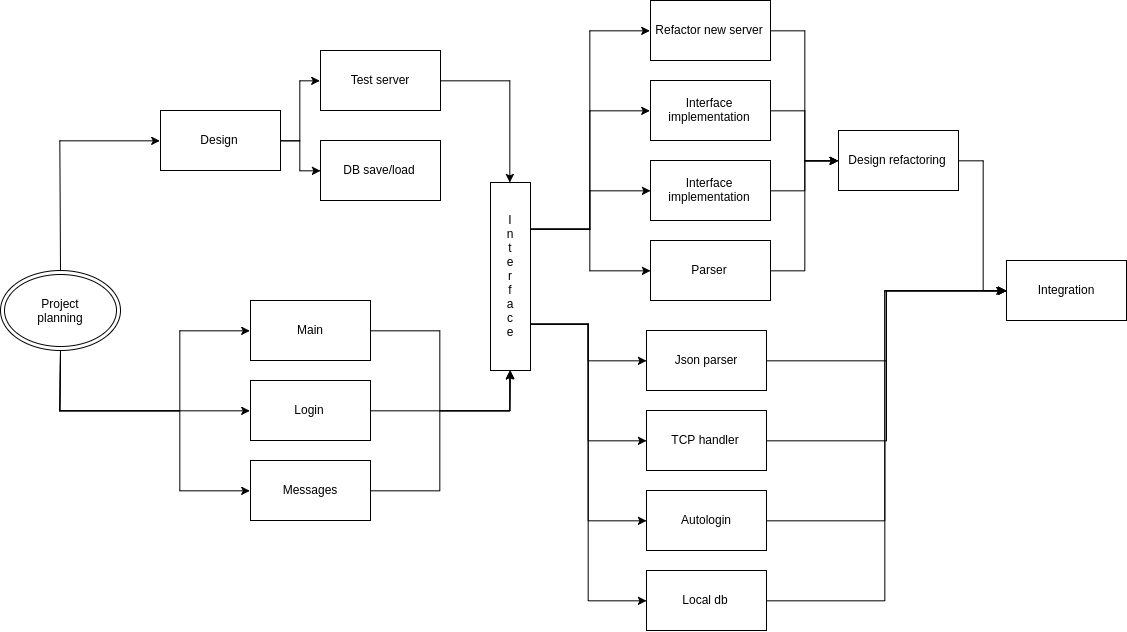 Refactor new server
Test server
Interface
implementation
Design
Design refactoring
DB save/load
Interface
implementation
I
n
t
e
r
f
a
c
e
Parser
Integration
Project
planning
Main
Json parser
Login
TCP handler
Messages
Autologin
Local db